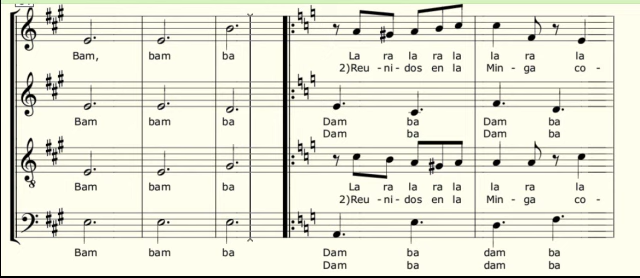 Bam, bam ba La ra la ra la la ra la
2)Reu - ni - dos en la Min - ga co -
Bam bam ba Dam ba Dam ba
Dam ba Dam ba
Bam bam ba La ra la ra la la ra la
2)Reu - ni - dos en la Min - ga co -
8
Bam bam ba Dam ba dam ba
Dam ba dam ba